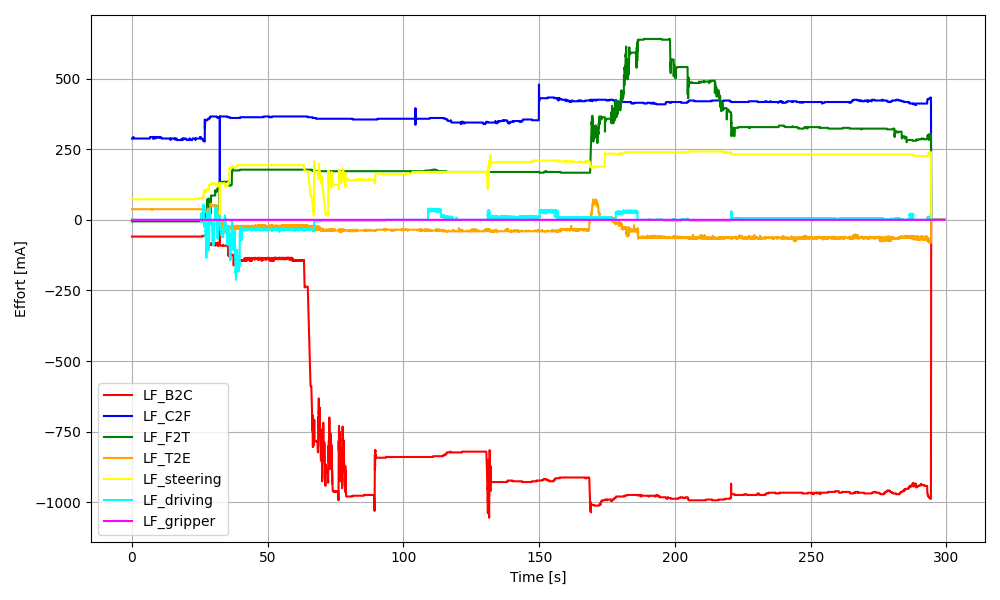 Effort [mA]
500
250
0
−250
−500
−750
−1000
LF_B2C
LF_C2F
LF_F2T
LF_T2E
LF_steering
LF_driving
LF_gripper
0 50 100 150 200 250 300
Time [s]